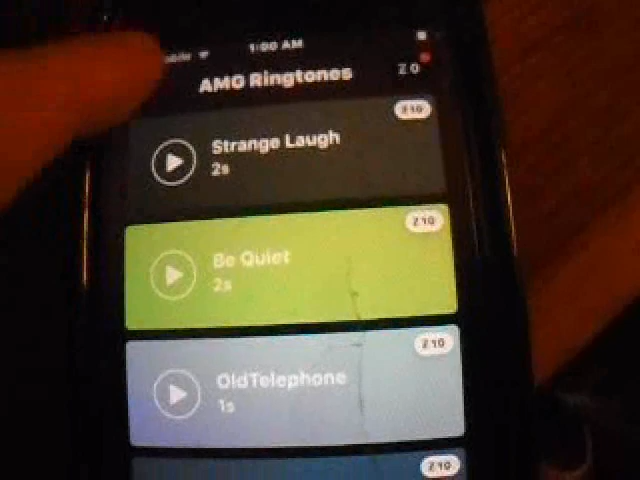 1:00 AM
AMG Ringtones
Z 0
Z 10
Strange Laugh
2s
Z 10
Be Quiet
2s
Z 10
OldTelephone
1s
Z 10